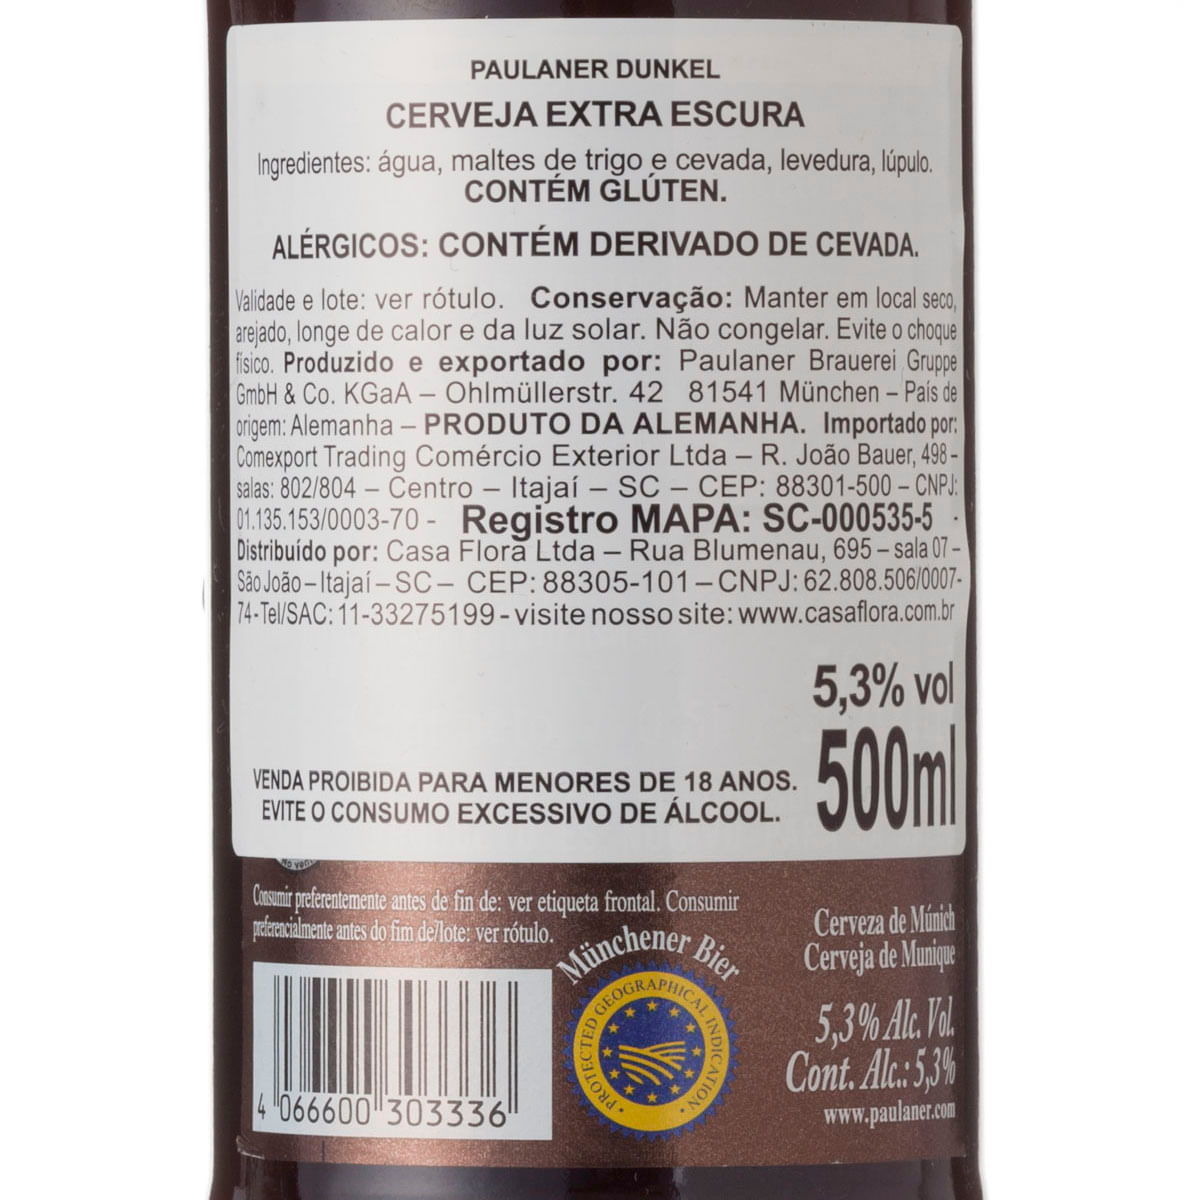 PAULANER DUNKEL
CERVEJA EXTRA ESCURA
Ingredientes: água, maltes de trigo e cevada, levedura, lúpulo.
CONTÉM GLÚTEN.
ALÉRGICOS: CONTÉM DERIVADO DE CEVADA.
Validade e lote: ver rótulo. Conservação: Manter em local seco,
arejado, longe de calor e da luz solar. Não congelar. Evite o choque
físico. Produzido e exportado por: Paulaner Brauerei Gruppe
GmbH & Co. KGaA – Ohlmüllerstr. 42 81541 München – País de
origem: Alemanha – PRODUTO DA ALEMANHA. Importado por:
Comexport Trading Comércio Exterior Ltda – R. João Bauer, 498 -
salas: 802/804 – Centro – Itajaí – SC – CEP: 88301-500 – CNPJ:
01.135.153/0003-70 - Registro MAPA: SC-000535-5 -
Distribuído por: Casa Flora Ltda – Rua Blumenau, 695 – sala 07 –
São João – Itajaí – SC – CEP: 88305-101 – CNPJ: 62.808.506/0007-
74 - Tel/SAC: 11-33275199 - visite nosso site: www.casaflora.com.br
5,3% vol
500ml
VENDA PROIBIDA PARA MENORES DE 18 ANOS.
EVITE O CONSUMO EXCESSIVO DE ÁLCOOL.
Consumir preferentemente antes de fin de: ver etiqueta frontal. Consumir
preferencialmente antes do fim de/lote: ver rótulo.
Münchener Bier
PROTECTED GEOGRAPHICAL INDICATION
Cerveza de Múnich
Cerveja de Munique
5,3% Alc. Vol.
Cont. Alc.: 5,3%
www.paulaner.com
4 066600 303336